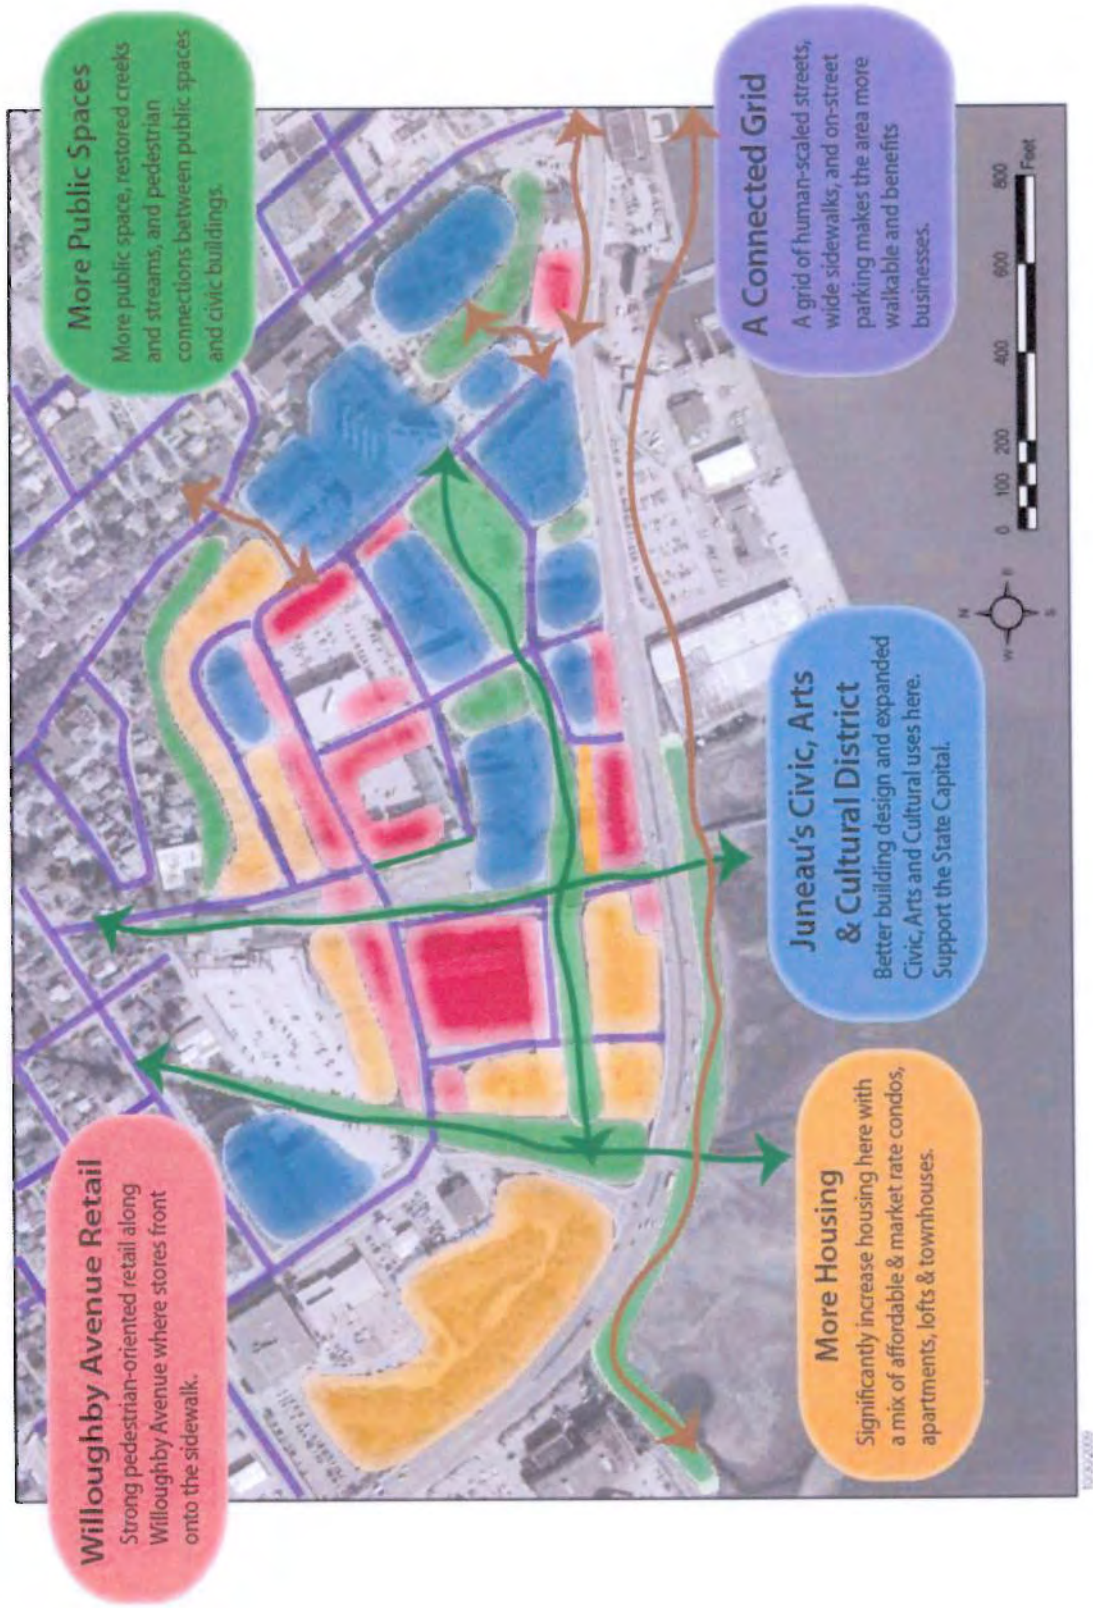 Willoughby Avenue Retail
Strong pedestrian-oriented retail along
Willoughby Avenue where stores front
onto the sidewalk.
More Public Spaces
More public space, restored creeks
and streams, and pedestrian
connections between public spaces
and civic buildings.
More Housing
Significantly increase housing here with
a mix of affordable & market rate condos,
apartments, lofts & townhouses.
Juneau's Civic, Arts
& Cultural District
Better building design and expanded
Civic, Arts and Cultural uses here.
Support the State Capital.
A Connected Grid
A grid of human-scaled streets,
wide sidewalks, and on-street
parking makes the area more
walkable and benefits
businesses.
N
W E
S
0 100 200 400 600 800
Feet
10/30/2009